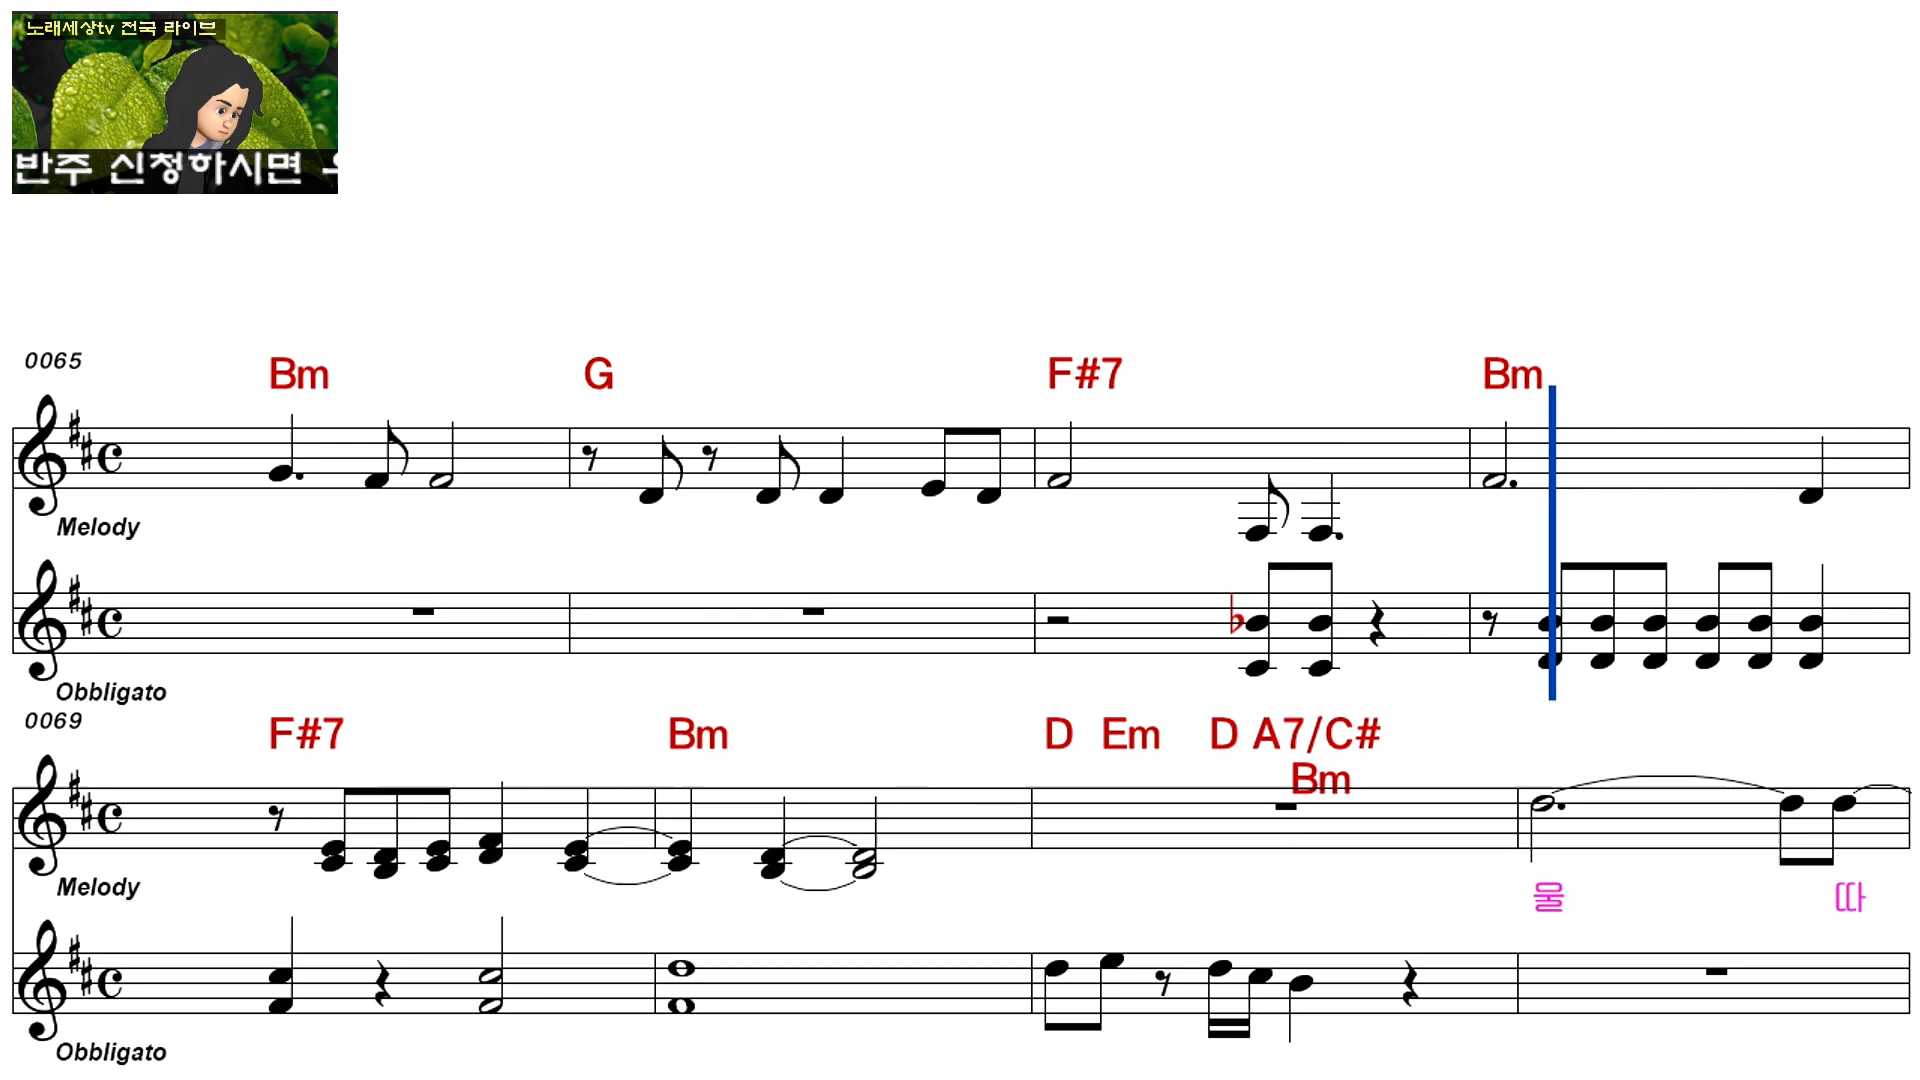 노래세상tv 전국 라이브
반주 신청하시면
0065
Bm G F#7 Bm
Melody
Obbligato
0069
F#7 Bm D Em D A7/C#
Bm
Melody
울 따
Obbligato